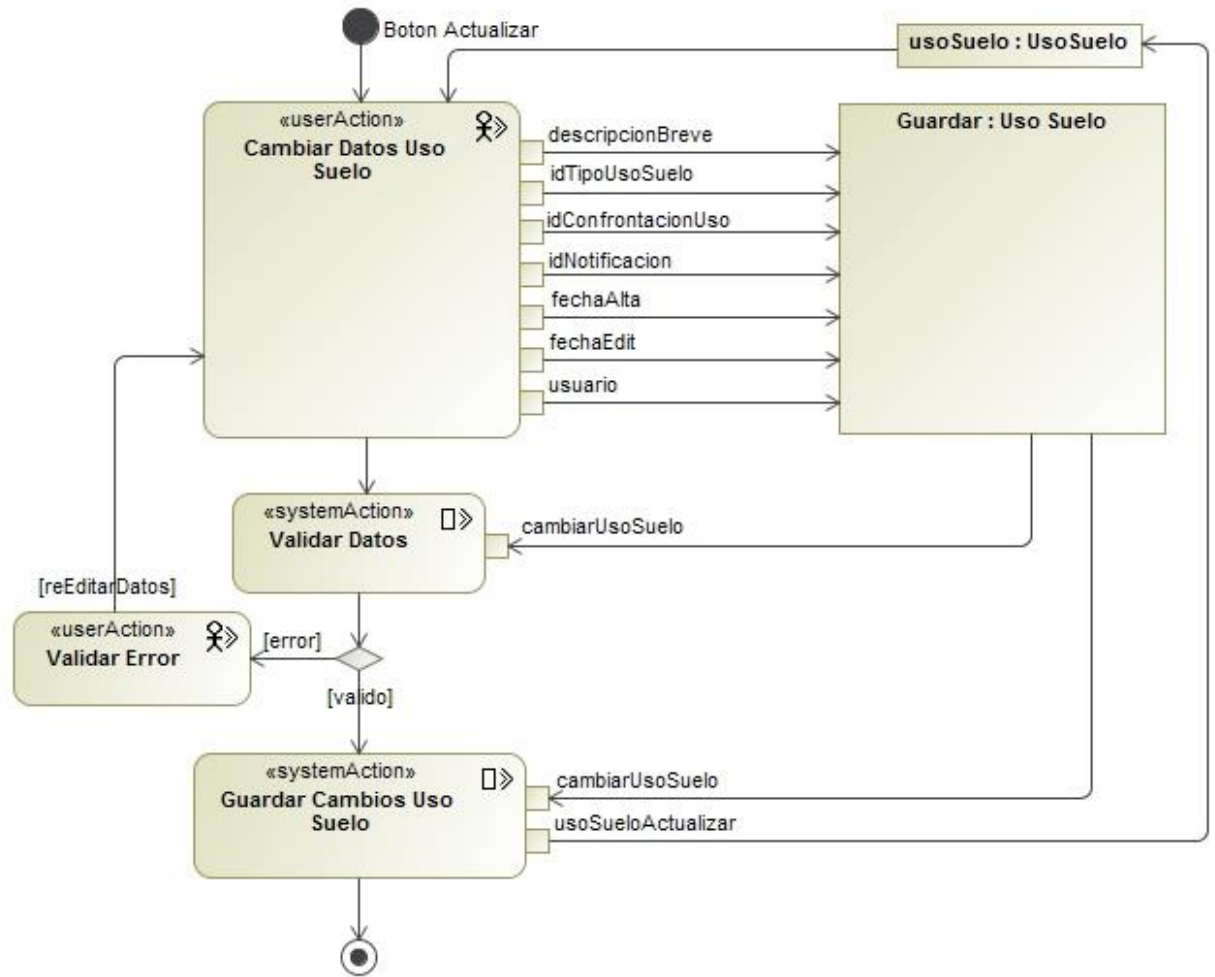 Boton Actualizar
usoSuelo : UsoSuelo
«userAction»
Cambiar Datos Uso
Suelo
descripcionBreve
idTipoUsoSuelo
idConfrontacionUso
idNotificacion
fechaAlta
fechaEdit
usuario
Guardar : Uso Suelo
«systemAction»
Validar Datos
cambiarUsoSuelo
[reEditarDatos]
«userAction»
Validar Error
[error]
[valido]
«systemAction»
Guardar Cambios Uso
Suelo
cambiarUsoSuelo
usoSueloActualizar